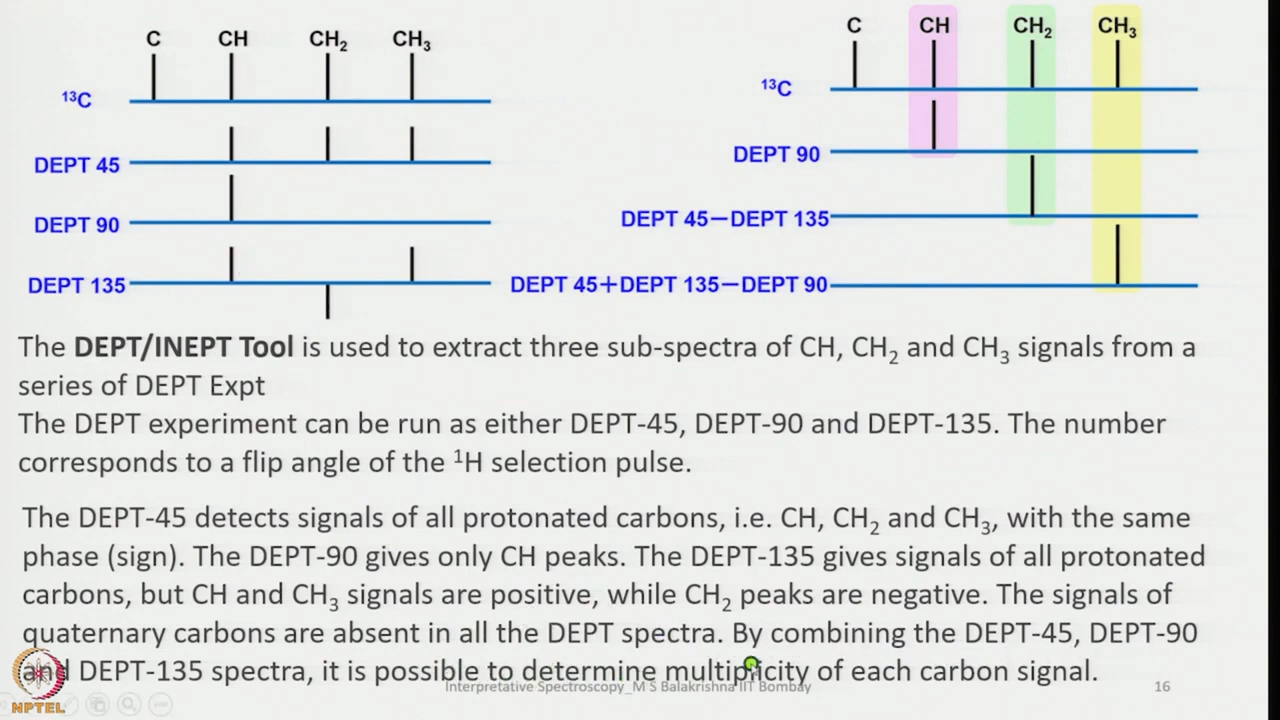 C CH CH₂ CH₃
¹³C
DEPT 45
DEPT 90
DEPT 135
C CH CH₂ CH₃
¹³C
DEPT 90
DEPT 45−DEPT 135
DEPT 45+DEPT 135−DEPT 90
The DEPT/INEPT Tool is used to extract three sub-spectra of CH, CH₂ and CH₃ signals from a
series of DEPT Expt
The DEPT experiment can be run as either DEPT-45, DEPT-90 and DEPT-135. The number
corresponds to a flip angle of the ¹H selection pulse.
The DEPT-45 detects signals of all protonated carbons, i.e. CH, CH₂ and CH₃, with the same
phase (sign). The DEPT-90 gives only CH peaks. The DEPT-135 gives signals of all protonated
carbons, but CH and CH₃ signals are positive, while CH₂ peaks are negative. The signals of
quaternary carbons are absent in all the DEPT spectra. By combining the DEPT-45, DEPT-90
and DEPT-135 spectra, it is possible to determine multiplicity of each carbon signal.
Interpretative Spectroscopy_M S Balakrishna IIT Bombay
16
NPTEL